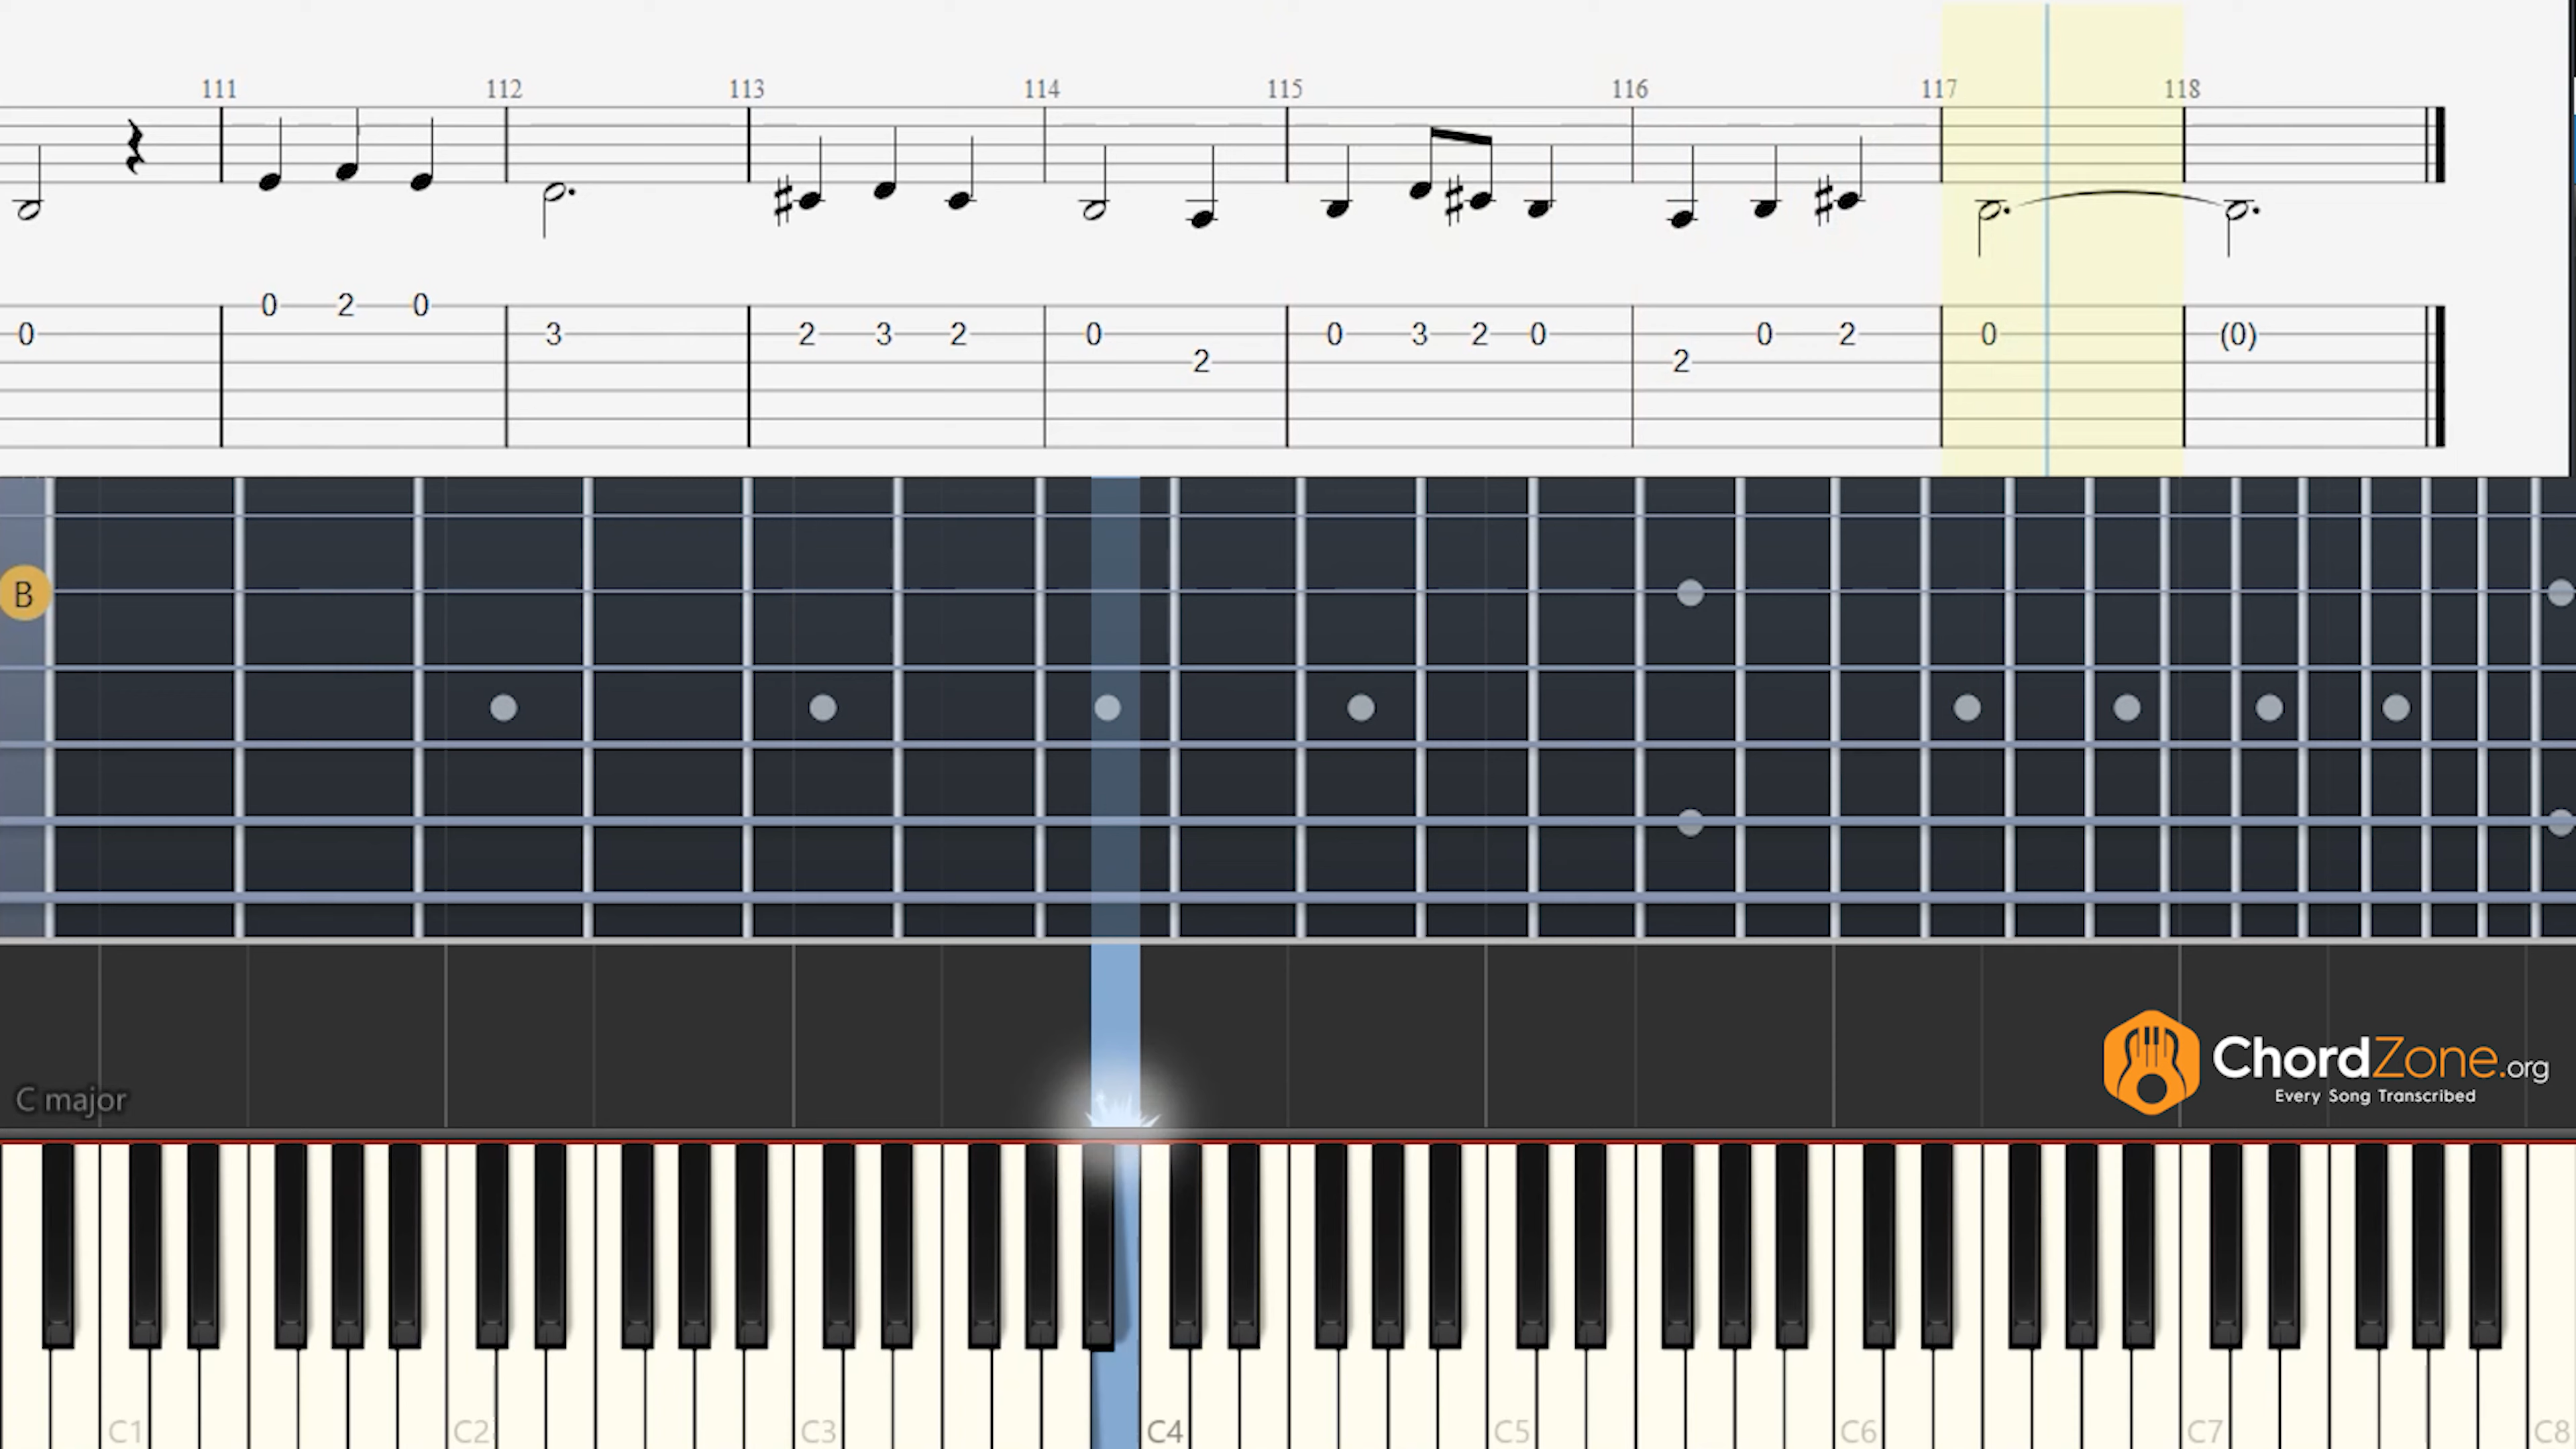 111 112 113 114 115 116 117 118
0 2 0
0 3 2 3 2 0 0 3 2 0 0 2 0 (0)
2 2
B
ChordZone.org
Every Song Transcribed
C major
C1 C2 C3 C4 C5 C6 C7 C8